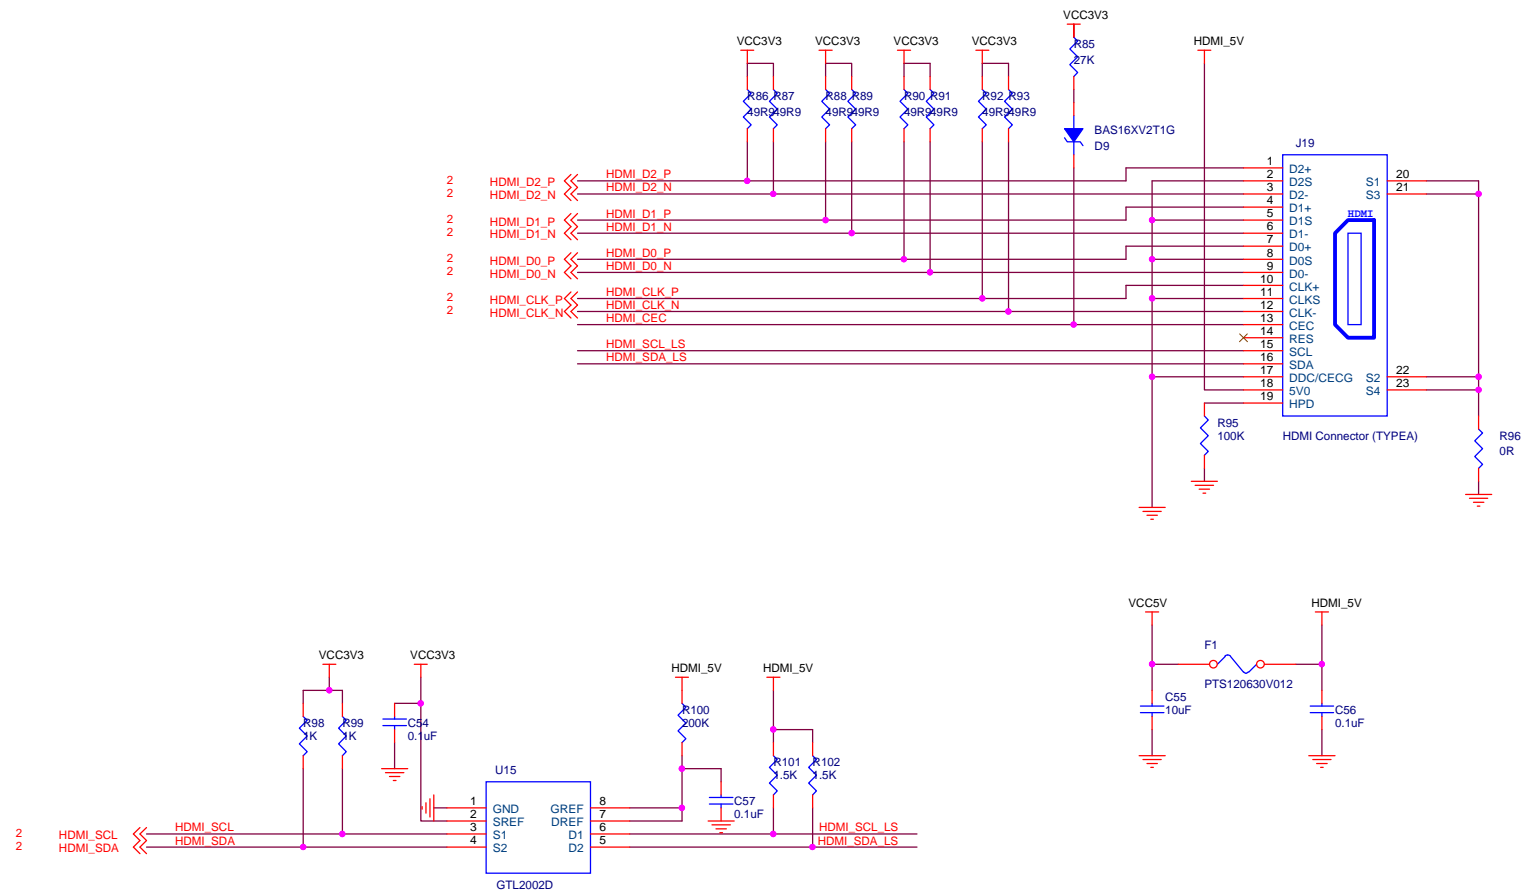 VCC3V3
R85
27K
VCC3V3 VCC3V3 VCC3V3 VCC3V3
HDMI_5V
R86 R87 R88 R89 R90 R91 R92 R93
49R9 49R9 49R9 49R9 49R9 49R9 49R9 49R9
BAS16XV2T1G
D9
J19
2 HDMI_D2_P HDMI_D2_P
2 HDMI_D2_N HDMI_D2_N
2 HDMI_D1_P HDMI_D1_P
2 HDMI_D1_N HDMI_D1_N
2 HDMI_D0_P HDMI_D0_P
2 HDMI_D0_N HDMI_D0_N
2 HDMI_CLK_P HDMI_CLK_P
2 HDMI_CLK_N HDMI_CLK_N
HDMI_CEC
HDMI_SCL_LS
HDMI_SDA_LS
1 D2+
2 D2S
3 D2-
4 D1+
5 D1S
6 D1-
7 D0+
8 D0S
9 D0-
10 CLK+
11 CLKS
12 CLK-
13 CEC
14 RES
15 SCL
16 SDA
17 DDC/CECG
18 5V0
19 HPD
S1 20
S3 21
HDMI
S2 22
S4 23
HDMI Connector (TYPEA)
R95
100K
R96
0R
VCC5V
HDMI_5V
F1
PTS120630V012
C55
10uF
C56
0.1uF
VCC3V3 VCC3V3
HDMI_5V HDMI_5V
R98
1K
R99
1K
C54
0.1uF
R100
200K
R101
1.5K
R102
1.5K
C57
0.1uF
U15
1 GND
2 SREF
3 S1
4 S2
GREF 8
DREF 7
D1 6
D2 5
2 HDMI_SCL HDMI_SCL
2 HDMI_SDA HDMI_SDA
HDMI_SCL_LS
HDMI_SDA_LS
GTL2002D